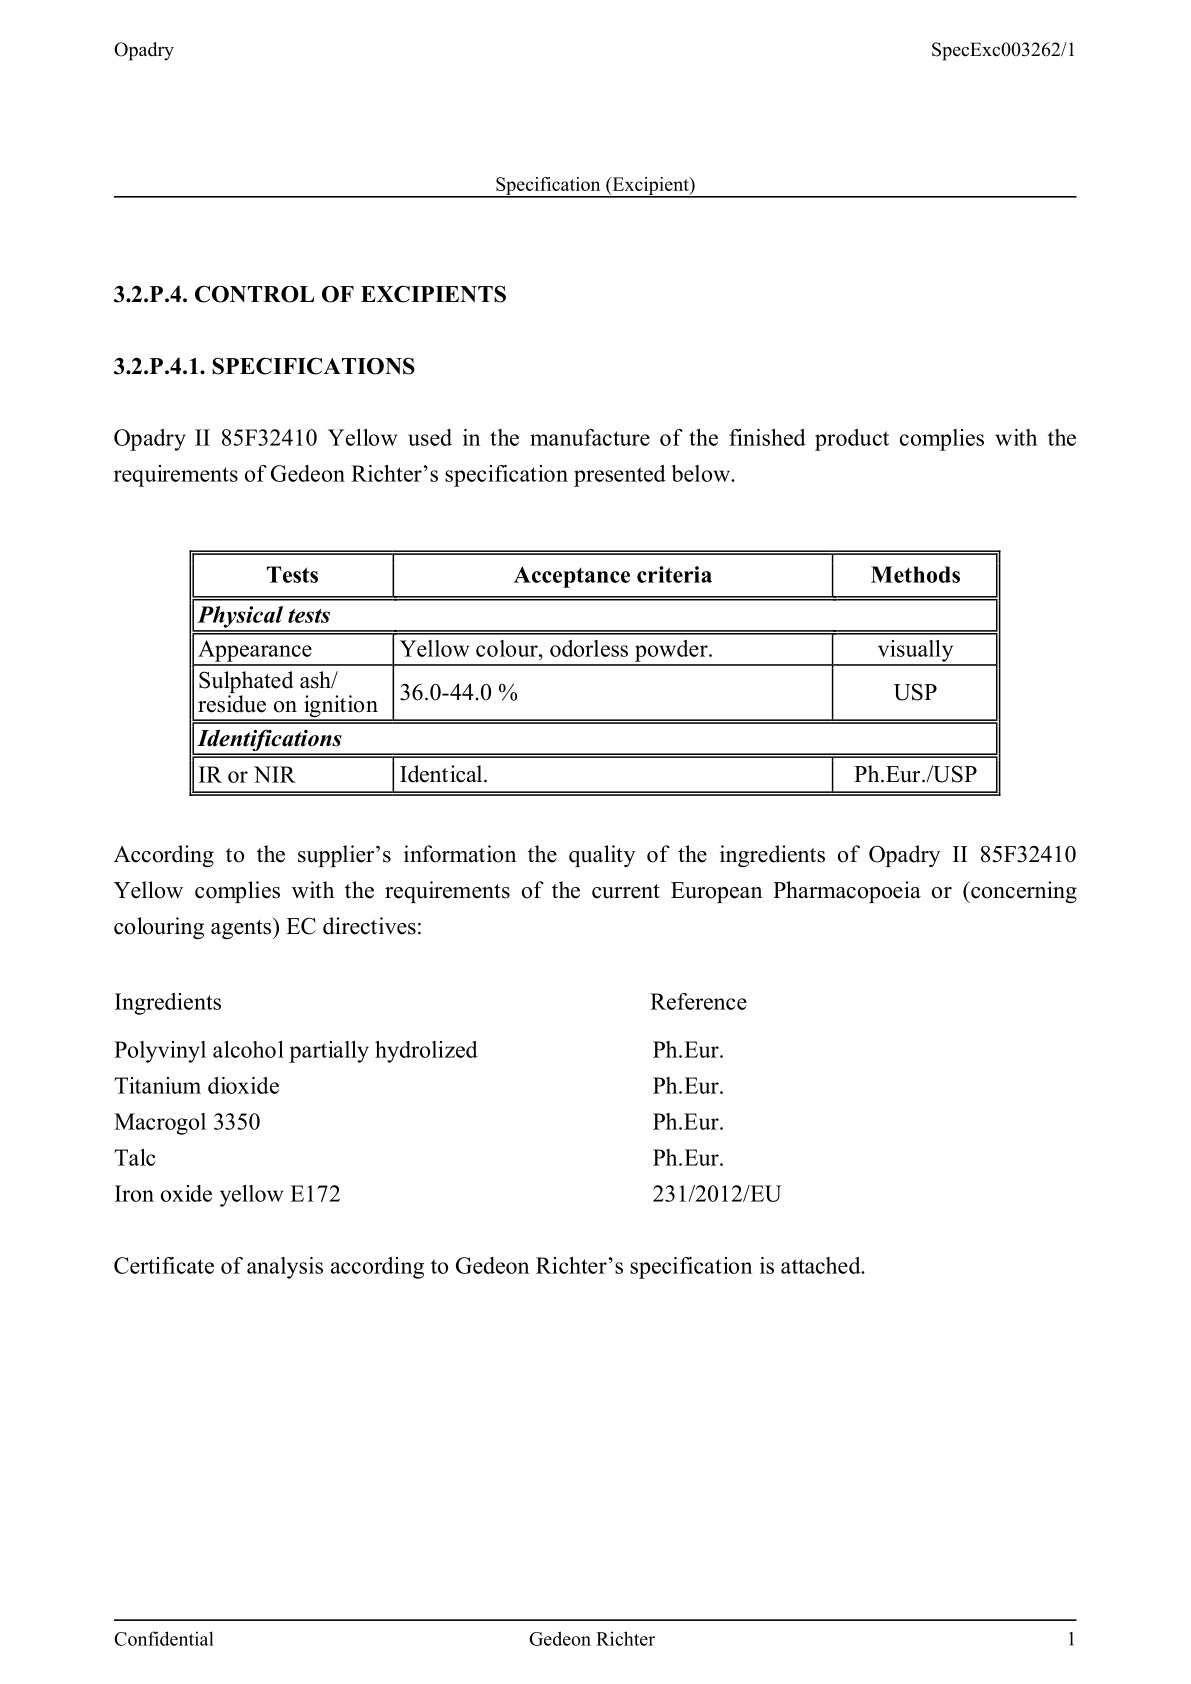 Opadry SpecExc003262/1
Specification (Excipient)
3.2.P.4. CONTROL OF EXCIPIENTS
3.2.P.4.1. SPECIFICATIONS
Opadry II 85F32410 Yellow used in the manufacture of the finished product complies with the
requirements of Gedeon Richter’s specification presented below.
Tests Acceptance criteria Methods
Physical tests
Appearance Yellow colour, odorless powder. visually
Sulphated ash/
residue on ignition 36.0-44.0 % USP
Identifications
IR or NIR Identical. Ph.Eur./USP
According to the supplier’s information the quality of the ingredients of Opadry II 85F32410
Yellow complies with the requirements of the current European Pharmacopoeia or (concerning
colouring agents) EC directives:
Ingredients Reference
Polyvinyl alcohol partially hydrolized Ph.Eur.
Titanium dioxide Ph.Eur.
Macrogol 3350 Ph.Eur.
Talc Ph.Eur.
Iron oxide yellow E172 231/2012/EU
Certificate of analysis according to Gedeon Richter’s specification is attached.
Confidential Gedeon Richter 1